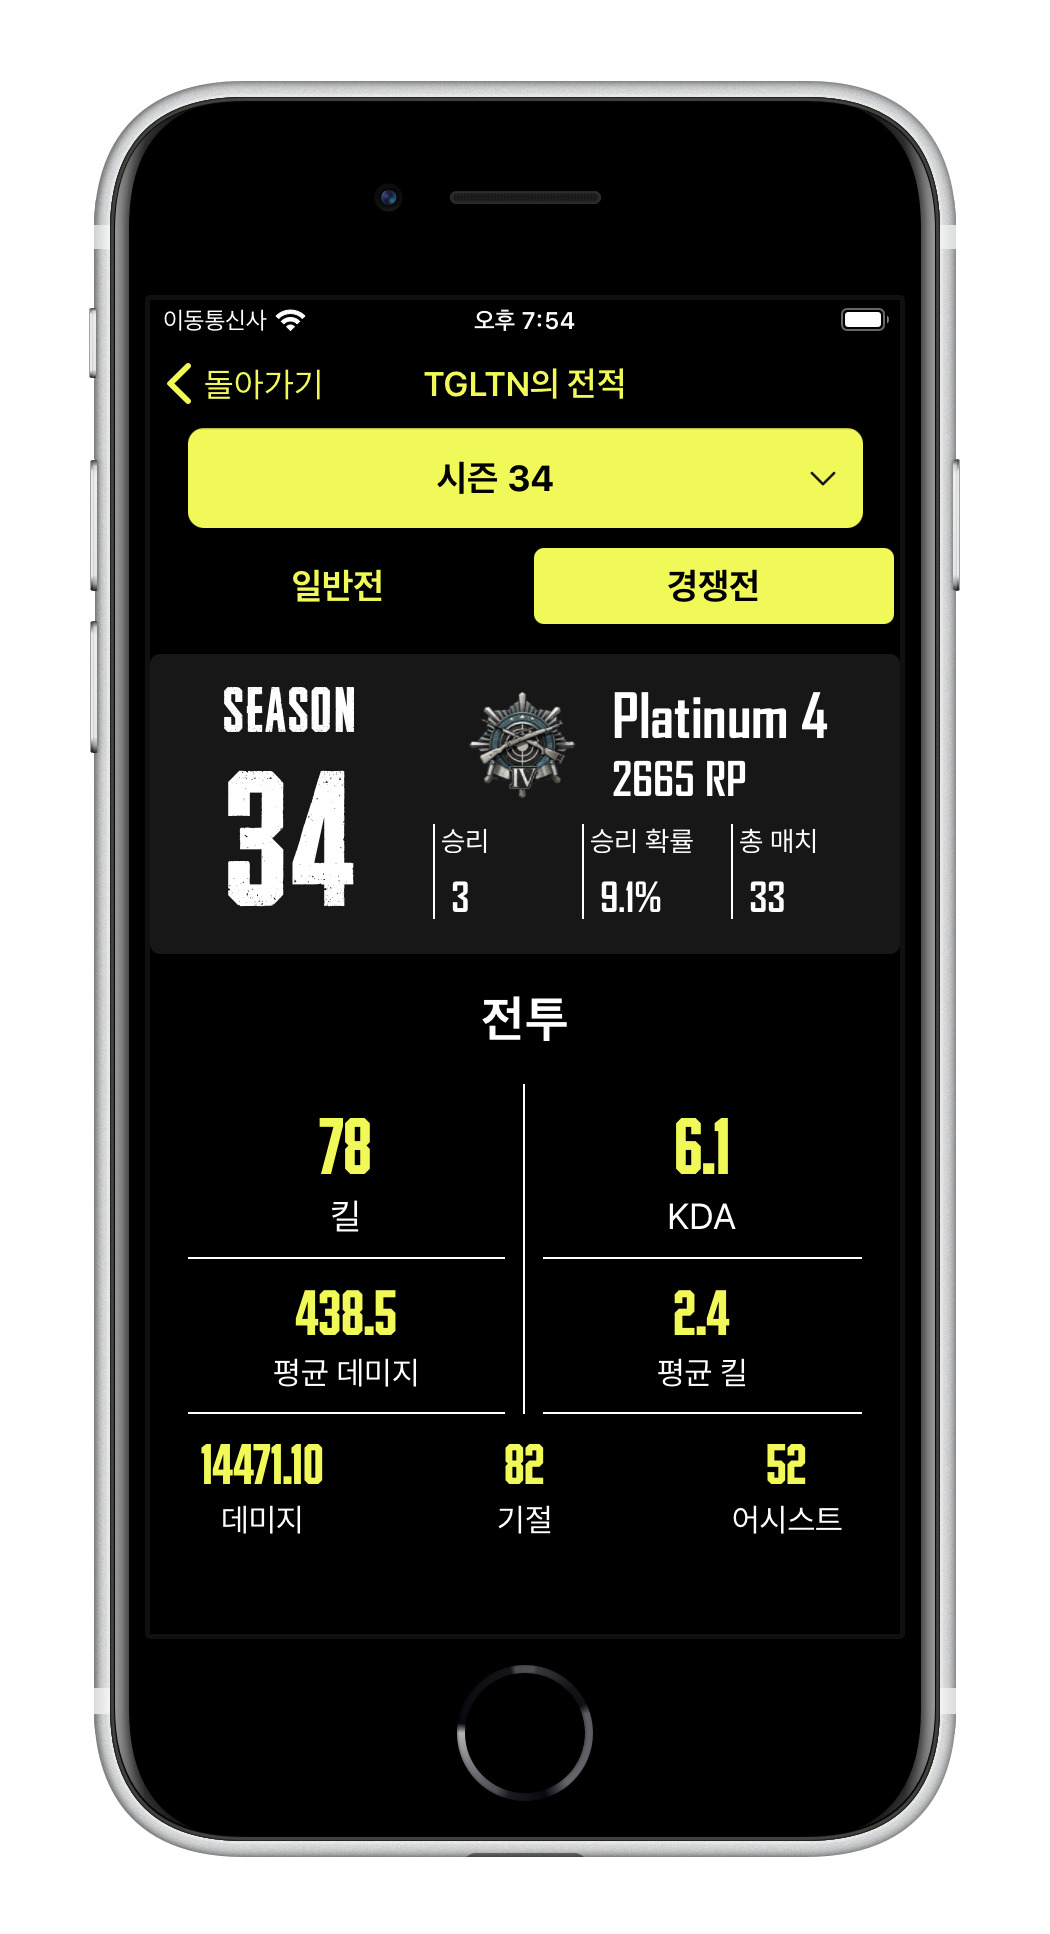 이동통신사 오후 7:54
돌아가기 TGLTN의 전적
시즌 34
일반전 경쟁전
SEASON
34
Platinum 4
2665 RP
IV
승리 승리 확률 총 매치
3 9.1% 33
전투
78 6.1
킬 KDA
438.5 2.4
평균 데미지 평균 킬
14471.10 82 52
데미지 기절 어시스트